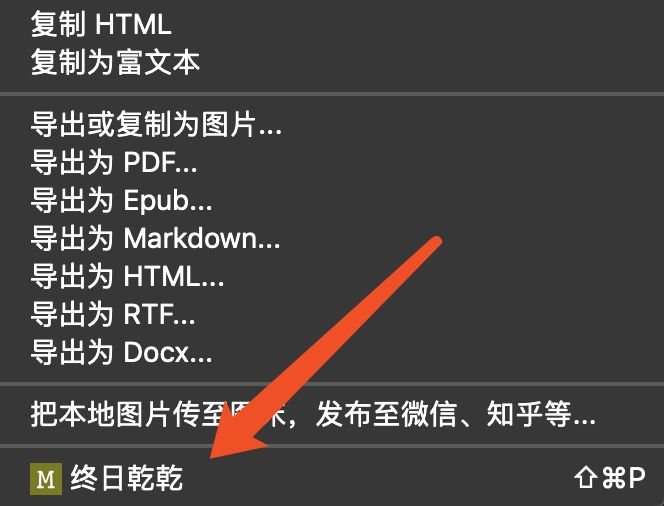 复制 HTML
复制为富文本
导出或复制为图片...
导出为 PDF...
导出为 Epub...
导出为 Markdown...
导出为 HTML...
导出为 RTF...
导出为 Docx...
把本地图片传至图床，发布至微信、知乎等...
M 终日乾乾 ⇧⌘P